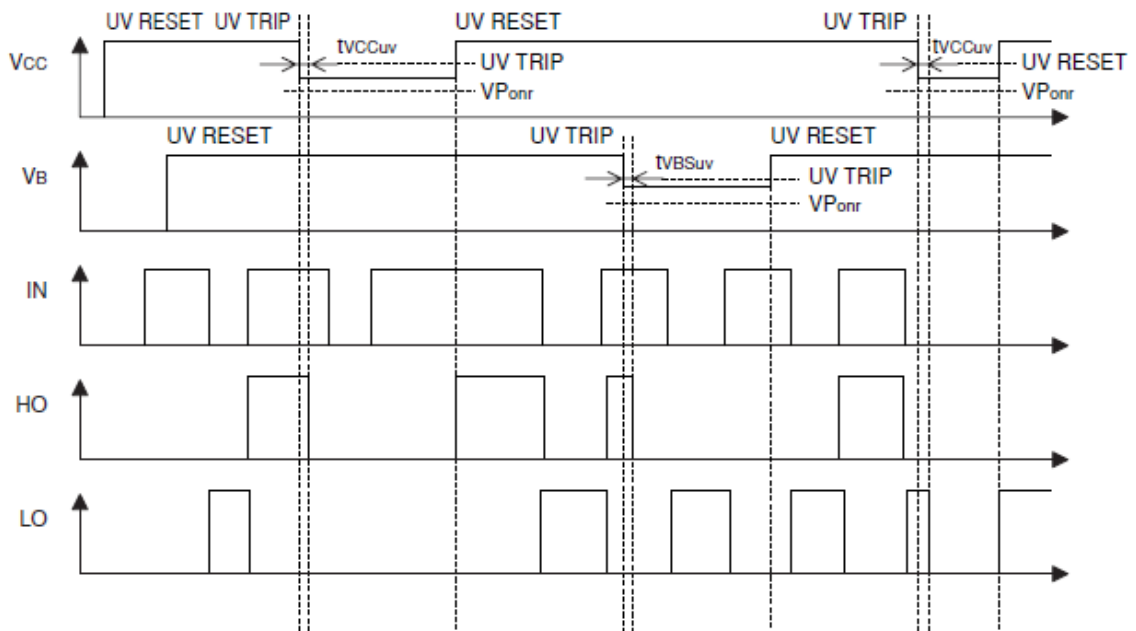 UV RESET UV TRIP UV RESET UV TRIP
VCC tVCCuv UV TRIP tVCCuv UV RESET
VPonr VPonr
UV RESET UV TRIP UV RESET
VB tVBSuv UV TRIP
VPonr
IN
HO
LO